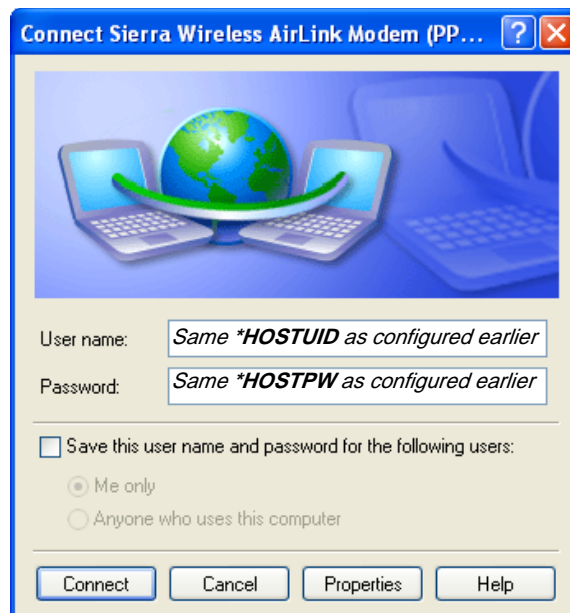 Connect Sierra Wireless AirLink Modem (PP...
User name: Same *HOSTUID as configured earlier
Password: Same *HOSTPW as configured earlier
Save this user name and password for the following users:
Me only
Anyone who uses this computer
Connect Cancel Properties Help